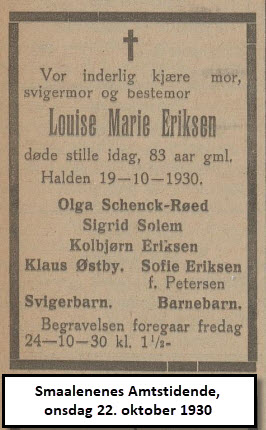 Vor inderlig kjære mor,
svigermor og bestemor
Louise Marie Eriksen
døde stille idag, 83 aar gml.
Halden 19—10—1930.
Olga Schenck-Røed
Sigrid Solem
Kolbjørn Eriksen
Klaus Østby. Sofie Eriksen
f. Petersen
Svigerbarn. Barnebarn.
Begravelsen foregaar fredag
24—10—30 kl. 1½-
Smaalenenes Amtstidende,
onsdag 22. oktober 1930